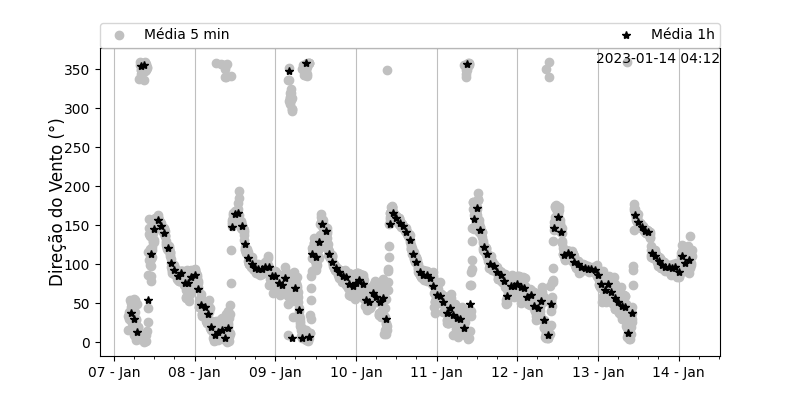 Média 5 min
Média 1h
2023-01-14 04:12
Direção do Vento (°)
350
300
250
200
150
100
50
0
07 - Jan
08 - Jan
09 - Jan
10 - Jan
11 - Jan
12 - Jan
13 - Jan
14 - Jan